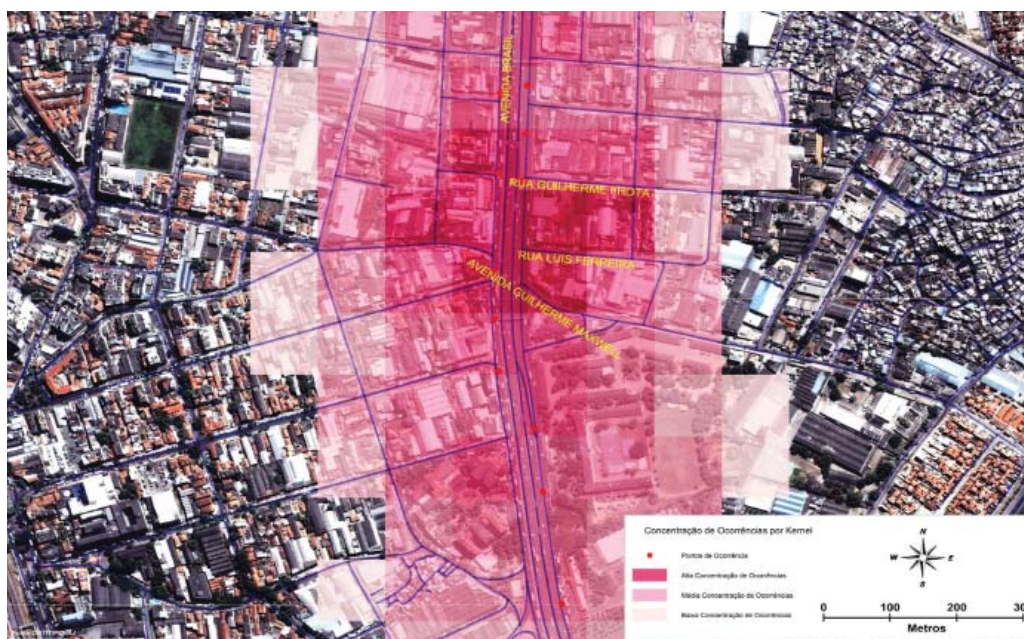 AVENIDA BRASIL
RUA GUILHERME FROTA
RUA LUIS FERREIRA
AVENIDA GUILHERME MAXWELL
Concentração de Ocorrências por Kernel
Pontos de Ocorrência
Alta Concentração de Ocorrências
Média Concentração de Ocorrências
Baixa Concentração de Ocorrências
N
W
E
S
0 100 200 30
Metros